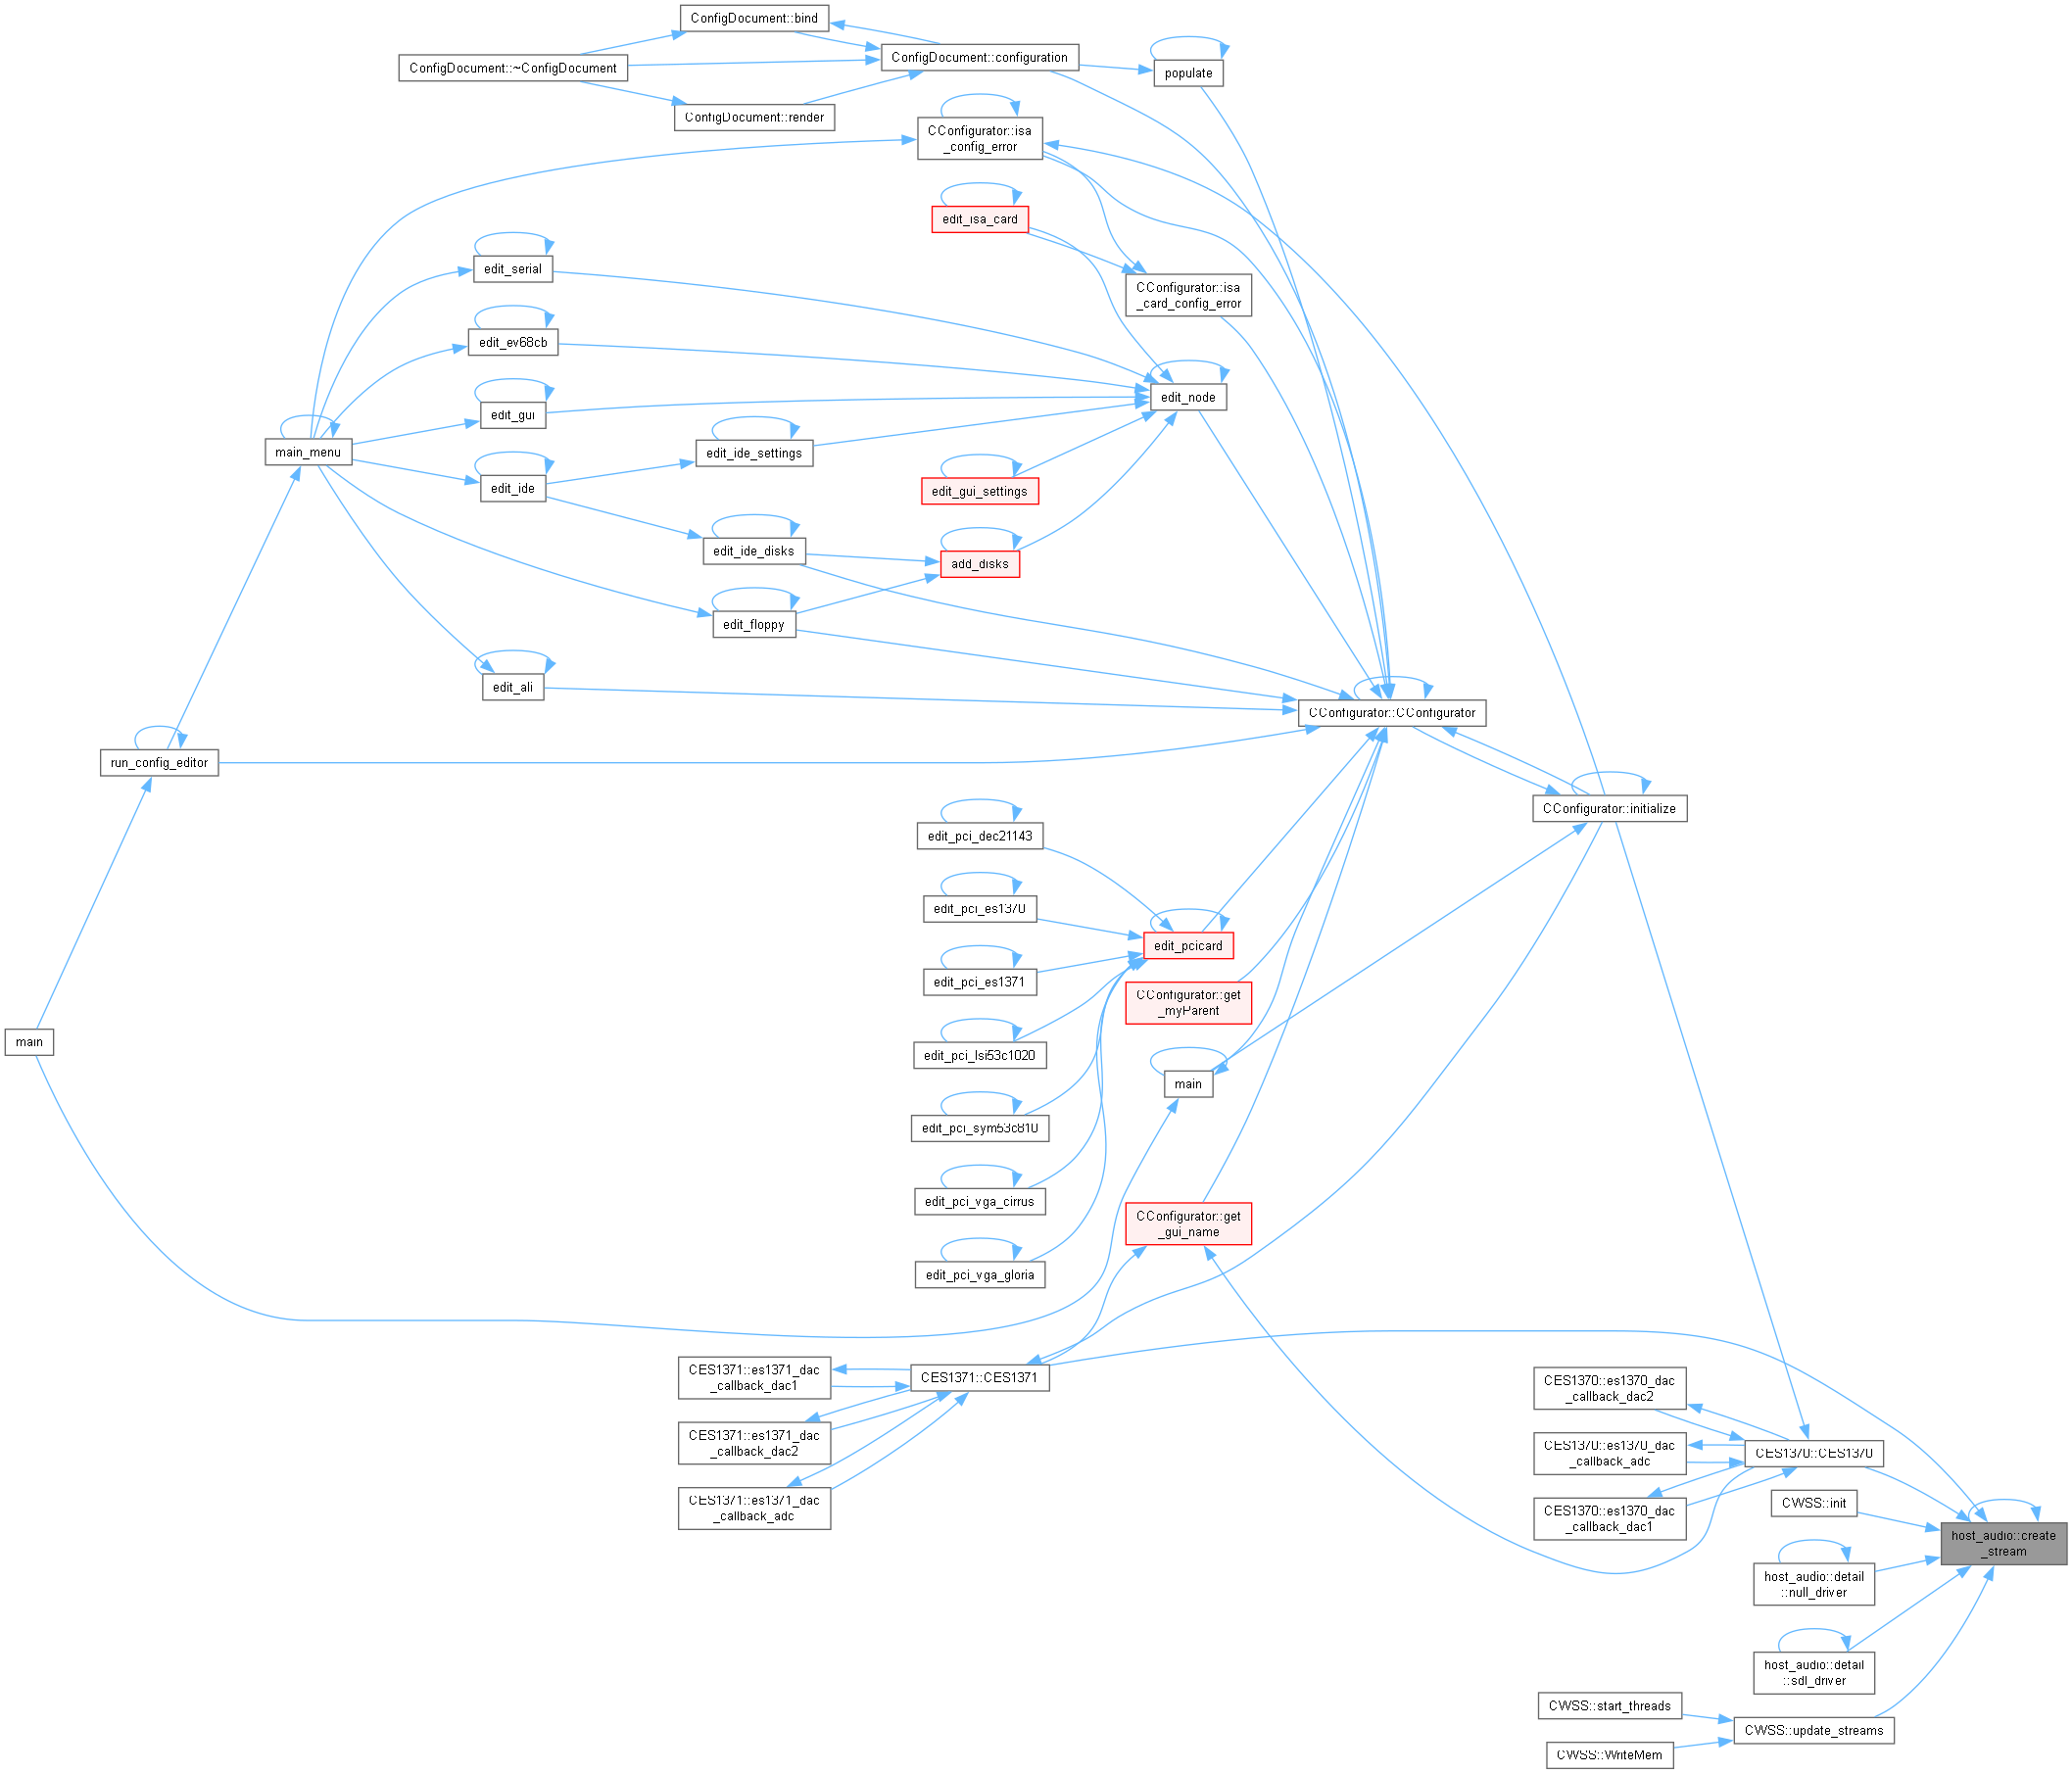 ConfigDocument::bind
ConfigDocument::~ConfigDocument
ConfigDocument::configuration
populate
ConfigDocument::render
CConfigurator::isa
_config_error
edit_isa_card
edit_serial
CConfigurator::isa
_card_config_error
edit_ev68cb
edit_node
edit_gui
main_menu
edit_ide_settings
edit_ide
edit_gui_settings
edit_ide_disks
add_disks
edit_floppy
edit_ali
CConfigurator::CConfigurator
run_config_editor
CConfigurator::initialize
edit_pci_dec21143
edit_pci_es1370
edit_pcicard
edit_pci_es1371
CConfigurator::get
_myParent
main
edit_pci_lsi53c1020
main
edit_pci_sym53c810
edit_pci_vga_cirrus
CConfigurator::get
_gui_name
edit_pci_vga_gloria
CES1371::es1371_dac
_callback_dac1
CES1371::CES1371
CES1370::es1370_dac
_callback_dac2
CES1371::es1371_dac
_callback_dac2
CES1370::es1370_dac
_callback_adc
CES1370::CES1370
CES1371::es1371_dac
_callback_adc
CES1370::es1370_dac
_callback_dac1
CWSS::init
host_audio::create
_stream
host_audio::detail
::null_driver
host_audio::detail
::sdl_driver
CWSS::start_threads
CWSS::update_streams
CWSS::WriteMem